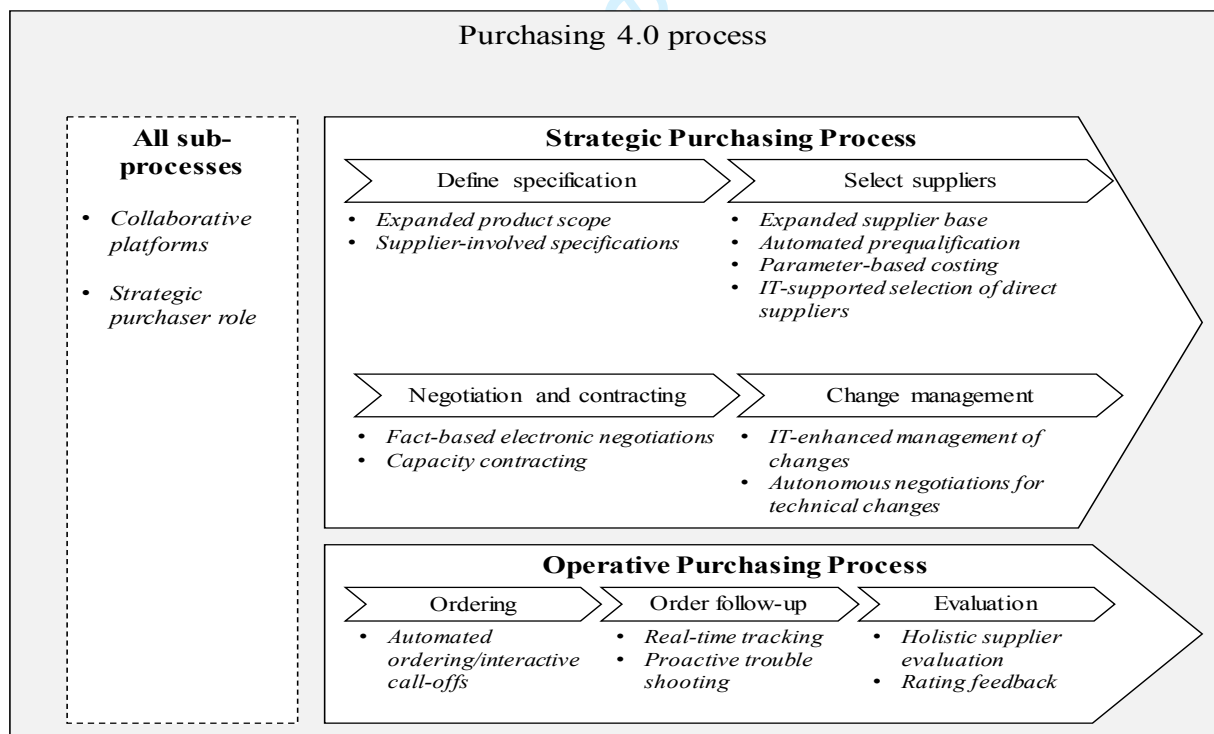 Purchasing 4.0 process
All sub-
processes
• Collaborative
platforms
• Strategic
purchaser role
Strategic Purchasing Process
Define specification
• Expanded product scope
• Supplier-involved specifications
Select suppliers
• Expanded supplier base
• Automated prequalification
• Parameter-based costing
• IT-supported selection of direct
suppliers
Negotiation and contracting
• Fact-based electronic negotiations
• Capacity contracting
Change management
• IT-enhanced management of
changes
• Autonomous negotiations for
technical changes
Operative Purchasing Process
Ordering
• Automated
ordering/interactive
call-offs
Order follow-up
• Real-time tracking
• Proactive trouble
shooting
Evaluation
• Holistic supplier
evaluation
• Rating feedback